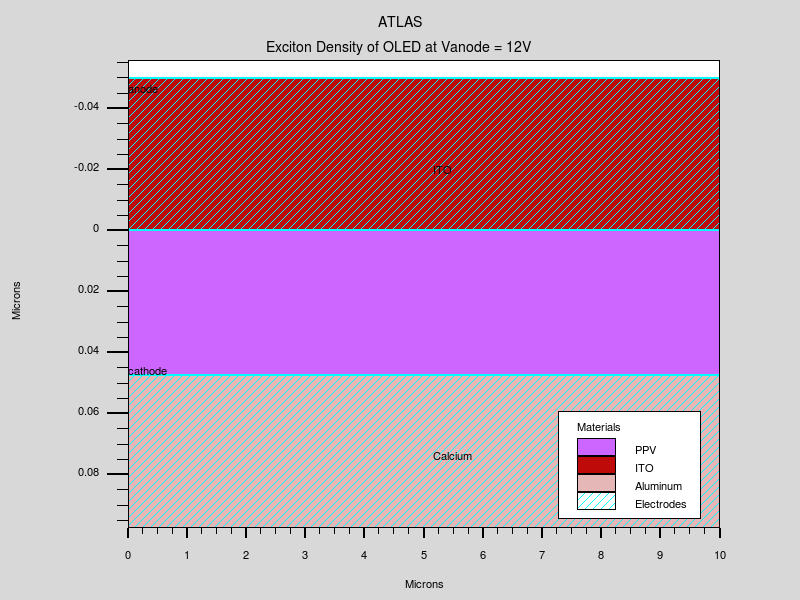 ATLAS
Exciton Density of OLED at Vanode = 12V
anode
-0.04
ITO
-0.02
0
0.02
0.04
cathode
0.06
0.08
Calcium
Materials
PPV
ITO
Aluminum
Electrodes
Microns
0 1 2 3 4 5 6 7 8 9 10
Microns